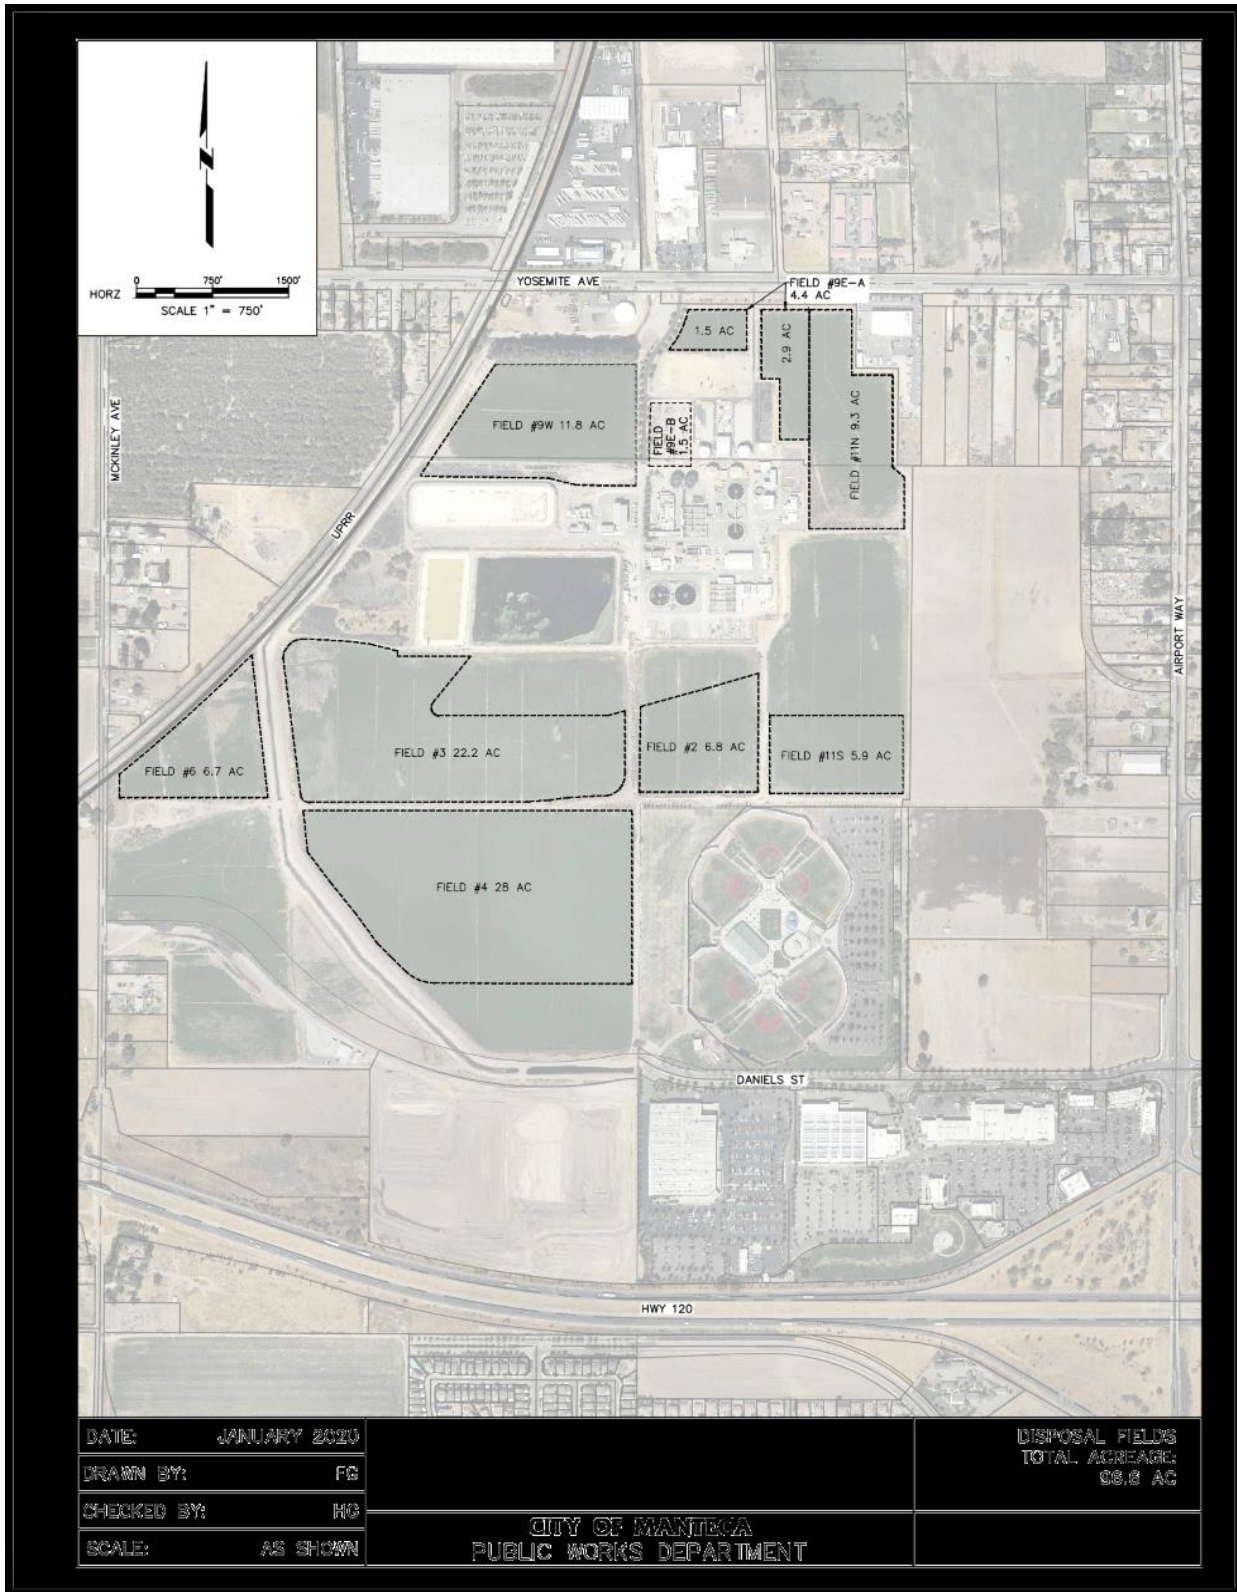 N
0 750' 1500'
HORZ
SCALE 1" = 750'
YOSEMITE AVE
FIELD #9E-A
4.4 AC
1.5 AC
2.9 AC
FIELD #9W 11.8 AC
FIELD
#9E-B
1.5 AC
FIELD #11N 9.3 AC
MCKINLEY AVE
UPRR
AIRPORT WAY
FIELD #3 22.2 AC
FIELD #2 6.8 AC
FIELD #11S 5.9 AC
FIELD #6 6.7 AC
FIELD #4 28 AC
DANIELS ST
HWY 120
DATE: JANUARY 2020
DRAWN BY: FG
CHECKED BY: HG
SCALE: AS SHOWN
CITY OF MANTECA
PUBLIC WORKS DEPARTMENT
DISPOSAL FIELDS
TOTAL ACREAGE:
96.6 AC